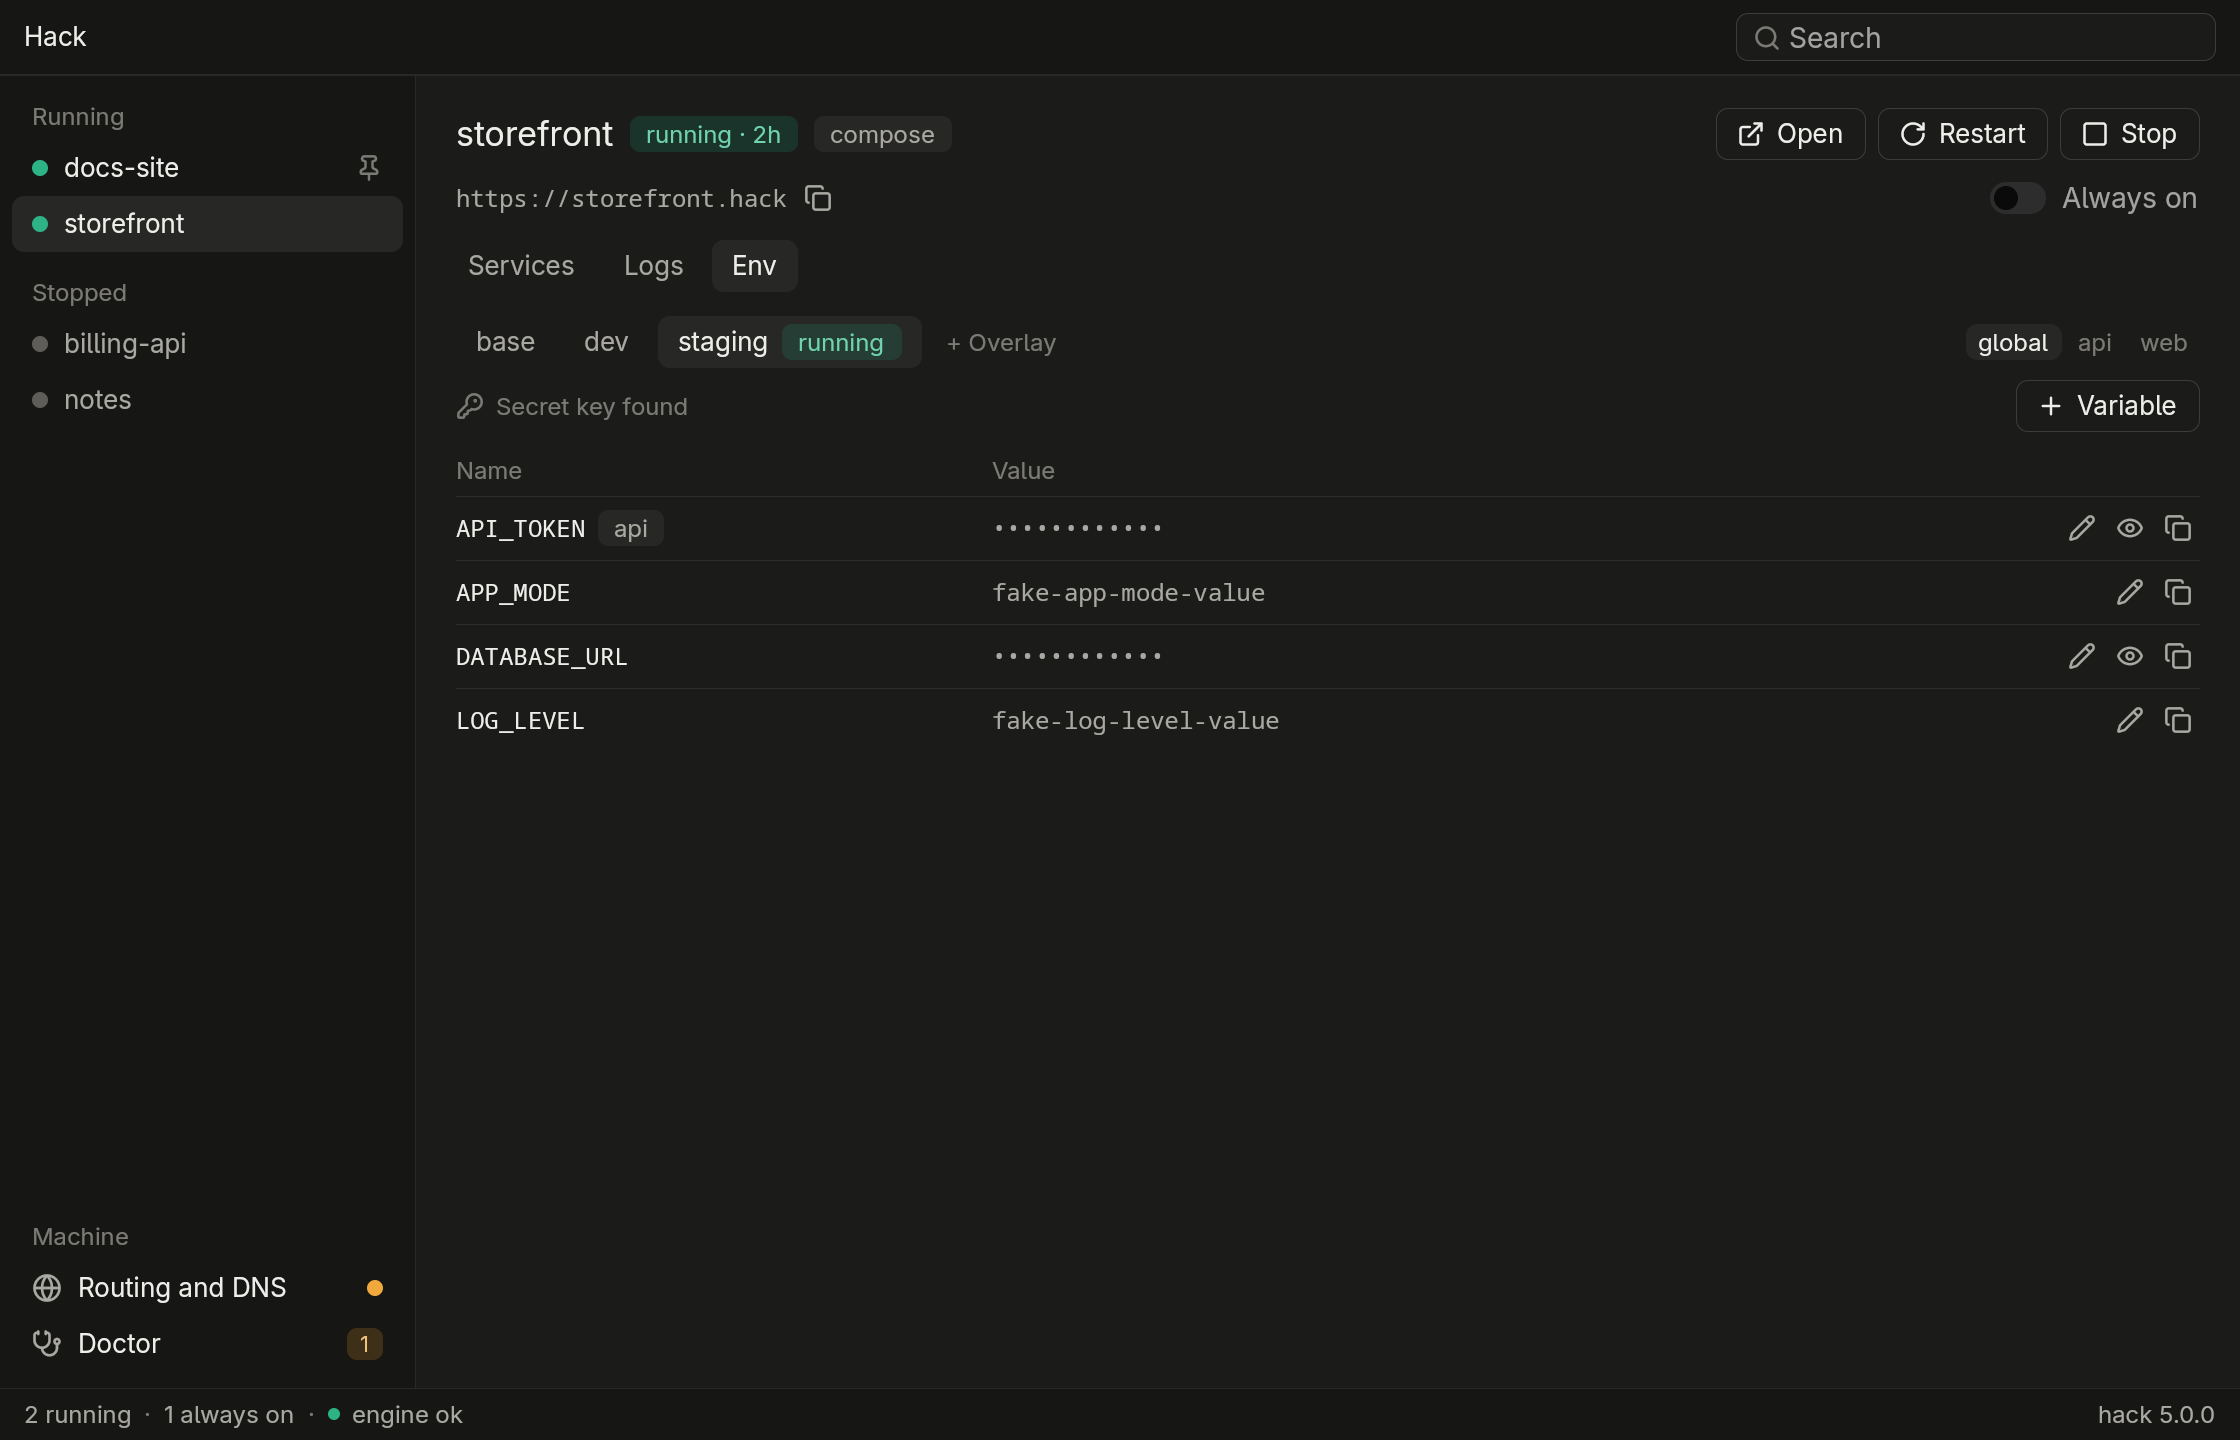 Hack
Search
Running
docs-site
storefront
Stopped
billing-api
notes
Machine
Routing and DNS
Doctor 1
storefront running · 2h compose
Open Restart Stop
https://storefront.hack
Always on
Services Logs Env
base dev staging running + Overlay
global api web
Secret key found
+ Variable
Name Value
API_TOKEN api ••••••••••••
APP_MODE fake-app-mode-value
DATABASE_URL ••••••••••••
LOG_LEVEL fake-log-level-value
2 running · 1 always on · engine ok
hack 5.0.0